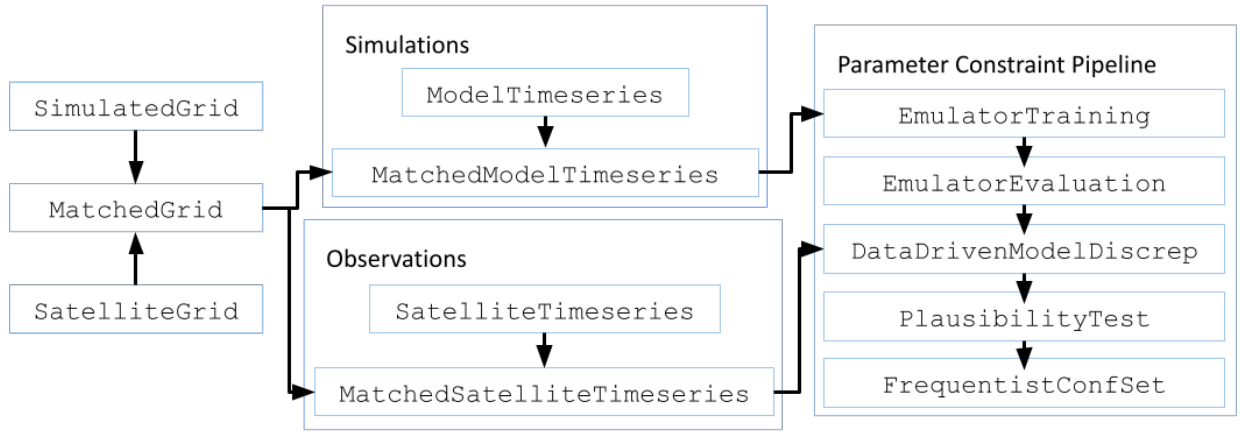 SimulatedGrid
MatchedGrid
SatelliteGrid
Simulations
ModelTimeseries
MatchedModelTimeseries
Observations
SatelliteTimeseries
MatchedSatelliteTimeseries
Parameter Constraint Pipeline
EmulatorTraining
EmulatorEvaluation
DataDrivenModelDiscrep
PlausibilityTest
FrequentistConfSet